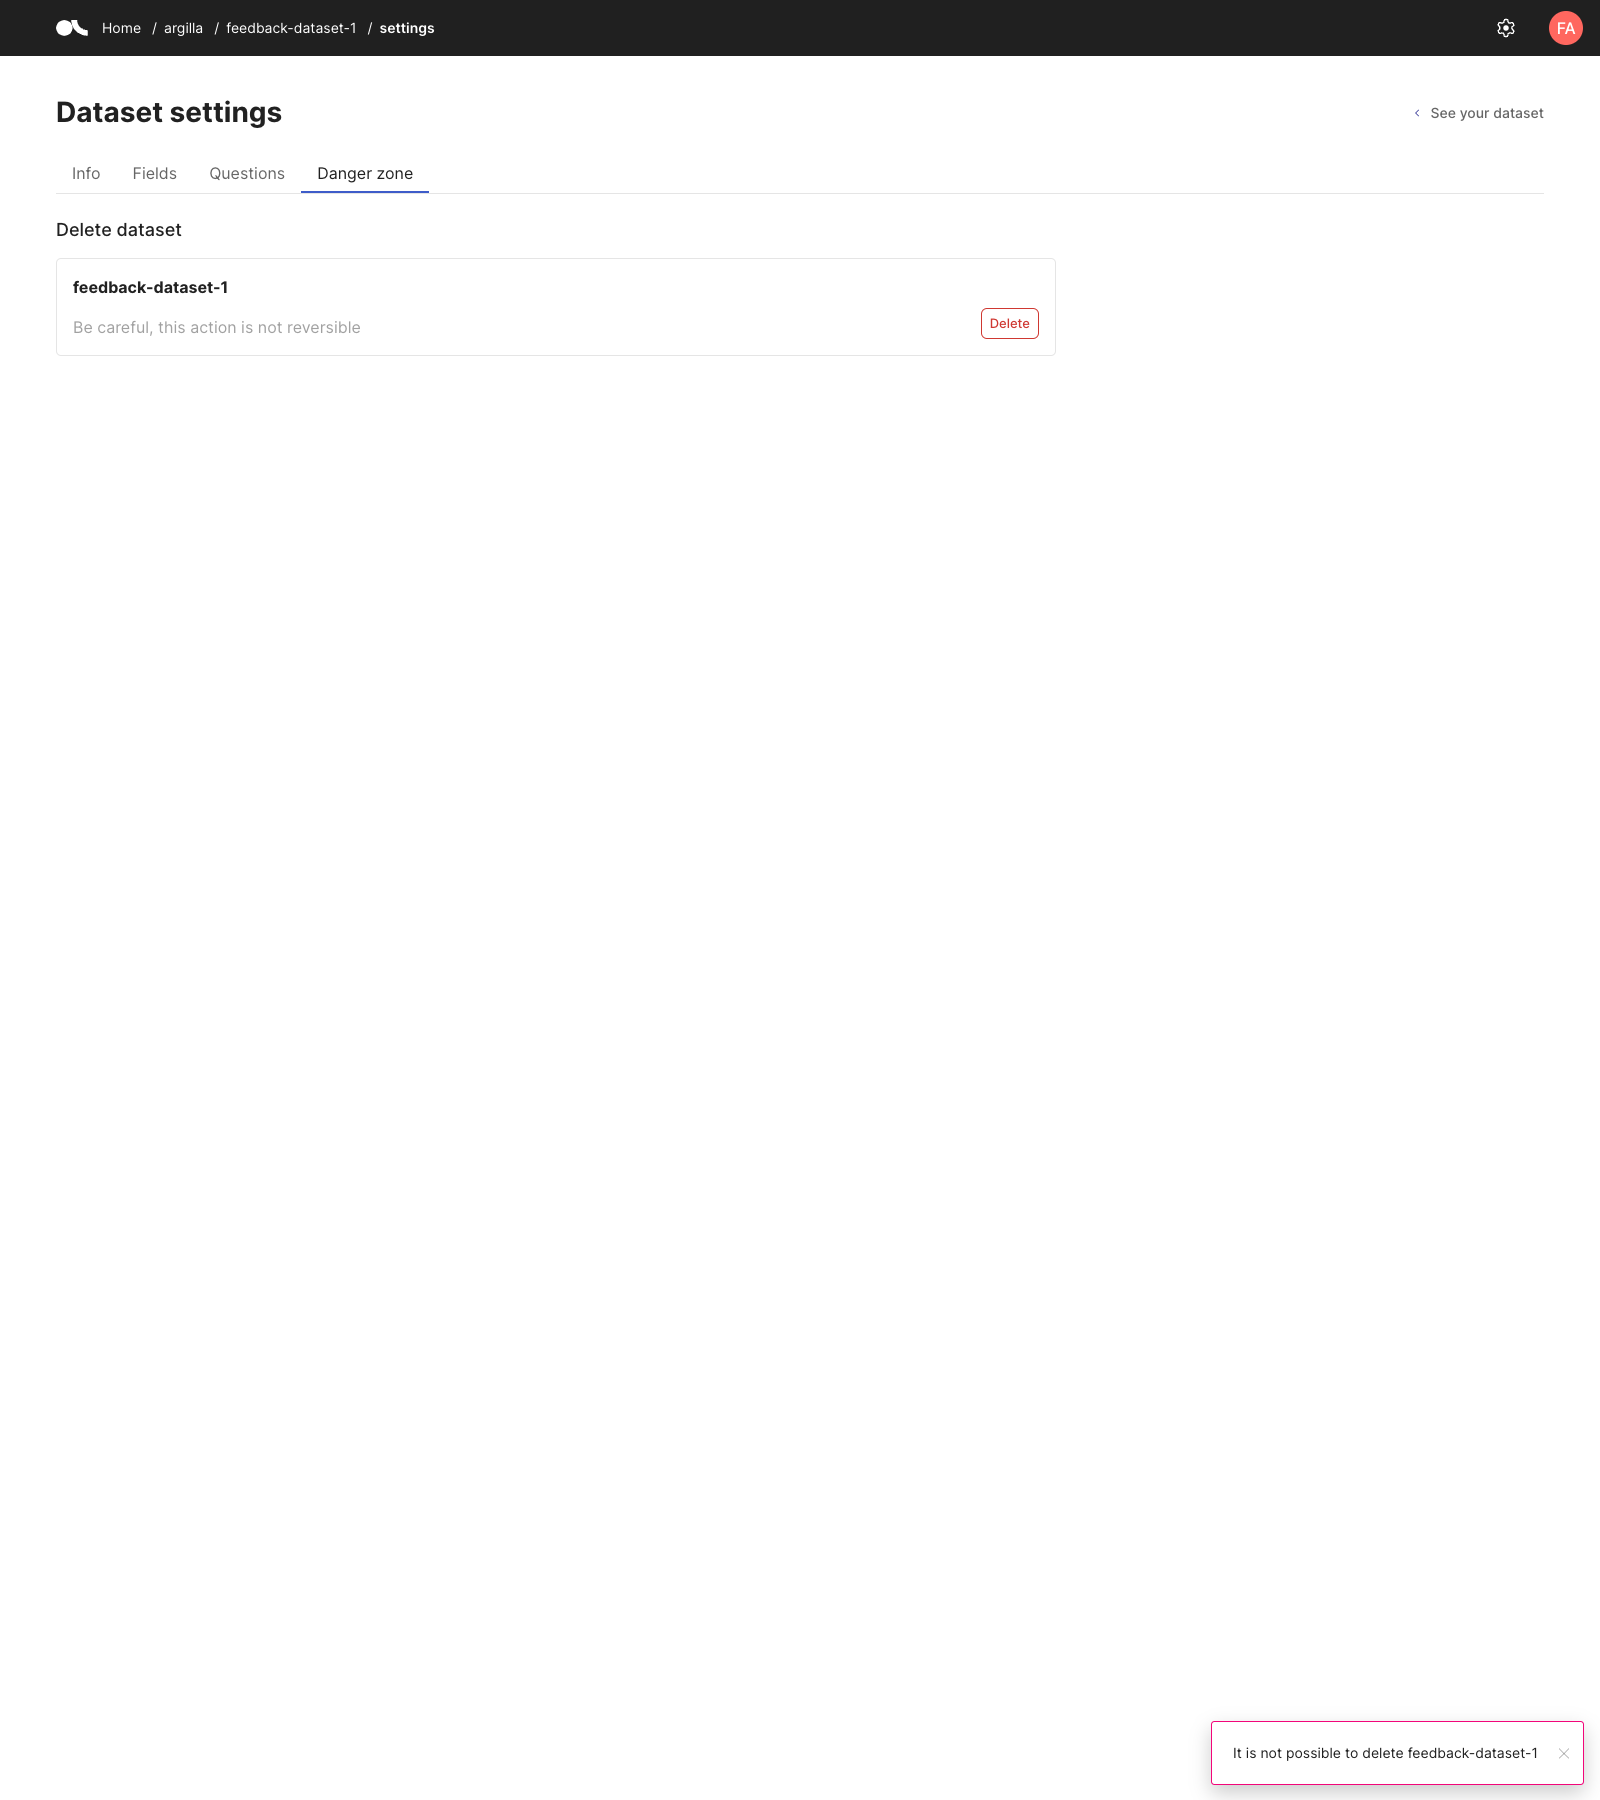 Home / argilla / feedback-dataset-1 / settings
FA
Dataset settings
See your dataset
Info Fields Questions Danger zone
Delete dataset
feedback-dataset-1
Be careful, this action is not reversible
Delete
It is not possible to delete feedback-dataset-1